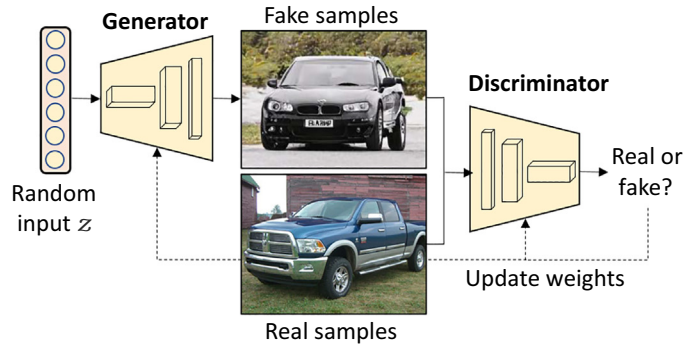 Generator
Fake samples
Discriminator
Random
input z
Real or
fake?
Update weights
Real samples